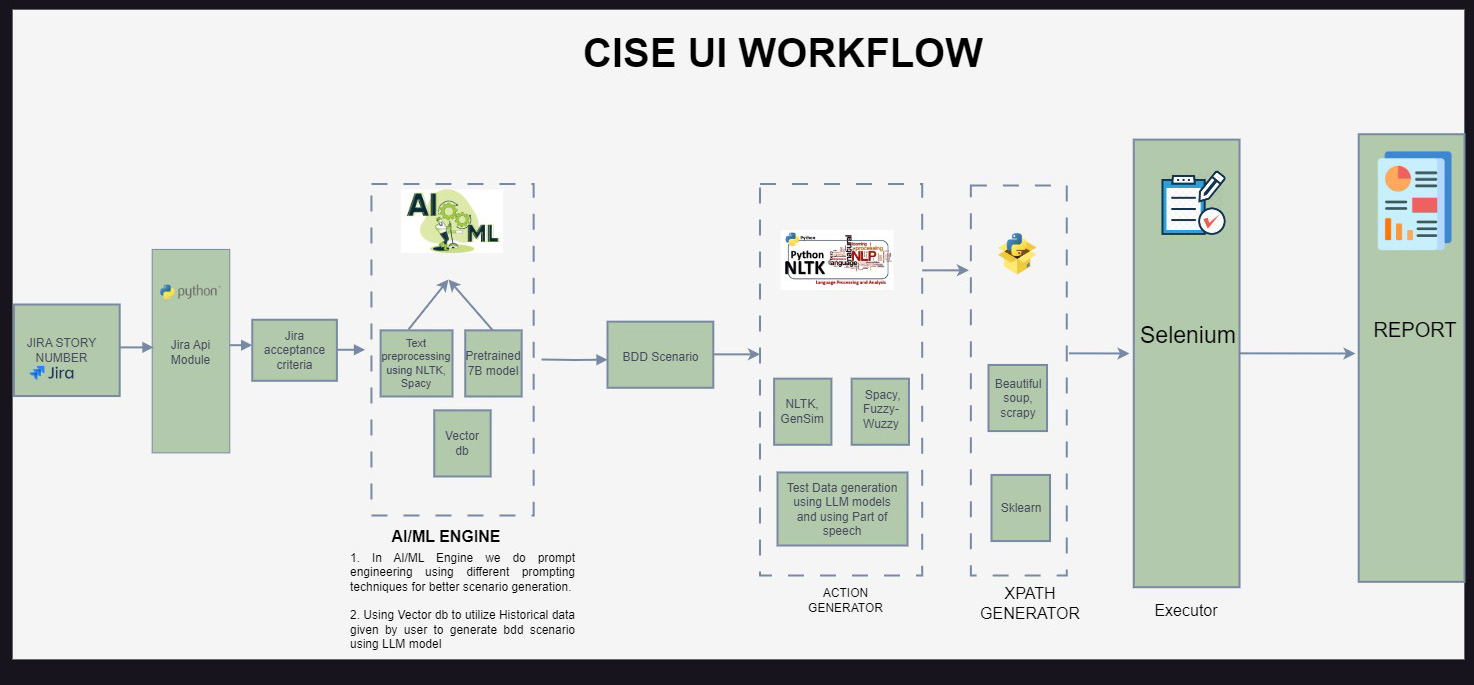 CISE UI WORKFLOW
JIRA STORY
NUMBER
Jira
python
Jira Api
Module
Jira
acceptance
criteria
AI
ML
Text
preprocessing
using NLTK,
Spacy
Pretrained
7B model
Vector
db
AI/ML ENGINE
1. In AI/ML Engine we do prompt
engineering using different prompting
techniques for better scenario generation.
2. Using Vector db to utilize Historical data
given by user to generate bdd scenario
using LLM model
BDD Scenario
Python
Python
NLTK
NLP
processing
language
Language Processing and Analysis
NLTK,
GenSim
Spacy,
Fuzzy-
Wuzzy
Test Data generation
using LLM models
and using Part of
speech
ACTION
GENERATOR
Beautiful
soup,
scrapy
Sklearn
XPATH
GENERATOR
Selenium
Executor
REPORT